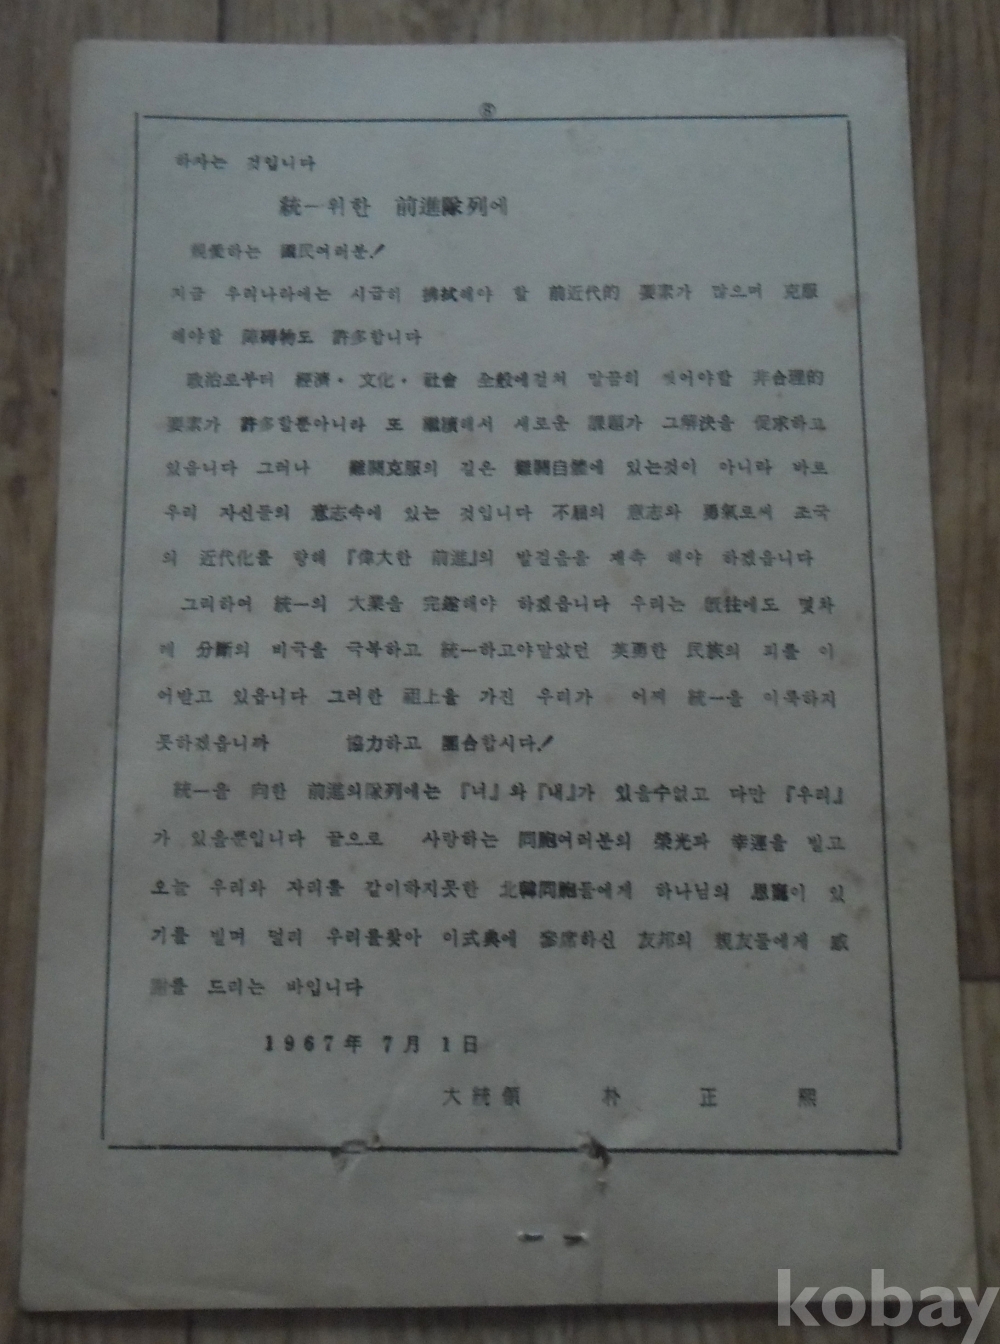 ⑧
하자는 것입니다
統一위한 前進隊列에
親愛하는 國民여러분!
지금 우리나라에는 시급히 拂拭해야 할 前近代的 要素가 많으며 克服
해야할 障碍物도 許多합니다
政治로부터 經濟・文化・社會 全般에걸쳐 말끔히 씻어야할 非合理的
要素가 許多할뿐아니라 또 繼續해서 새로운 課題가 그解決을 促求하고
있읍니다 그러나 難關克服의 길은 難關自體에 있는것이 아니라 바로
우리 자신들의 意志속에 있는 것입니다 不屈의 意志와 勇氣로써 조국
의 近代化를 향해 『偉大한 前進』의 발걸음을 재촉 해야 하겠읍니다
그리하여 統一의 大業을 完遂해야 하겠읍니다 우리는 旣往에도 몇차
례 分斷의 비극을 극복하고 統一하고야말았던 英勇한 民族의 피를 이
어받고 있읍니다 그러한 祖上을 가진 우리가 어찌 統一을 이룩하지
못하겠읍니까 協力하고 團合합시다!
統一을 向한 前進의隊列에는 『너』와 『내』가 있을수없고 다만 『우리』
가 있을뿐입니다 끝으로 사랑하는 同胞여러분의 榮光과 幸運을 빌고
오늘 우리와 자리를 같이하지못한 北韓同胞들에게 하나님의 恩寵이 있
기를 빌며 멀리 우리를찾아 이式典에 參席하신 友邦의 親友들에게 感
謝를 드리는 바입니다
1967年 7月 1日
大統領 朴 正 熙
kobay